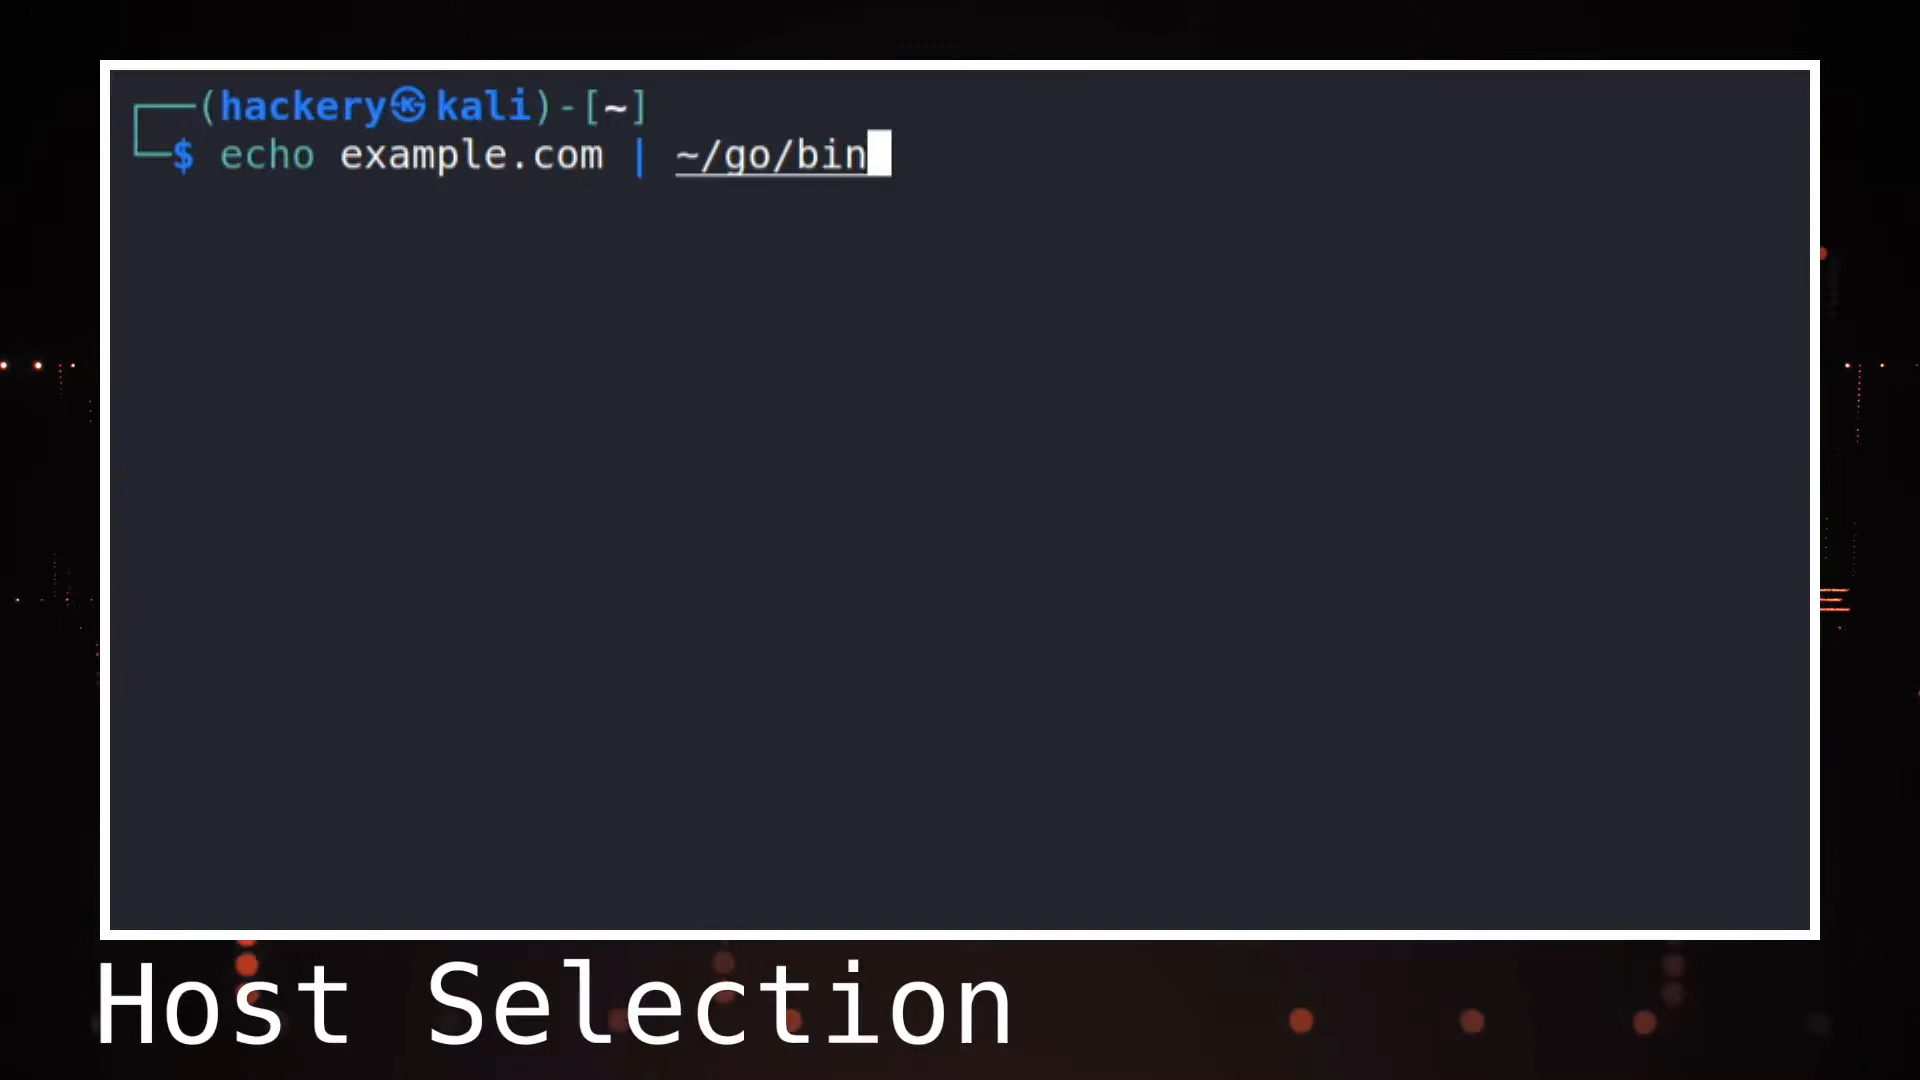 ┌──(hackery㉿kali)-[~]
└─$ echo example.com | ~/go/bin
Host Selection